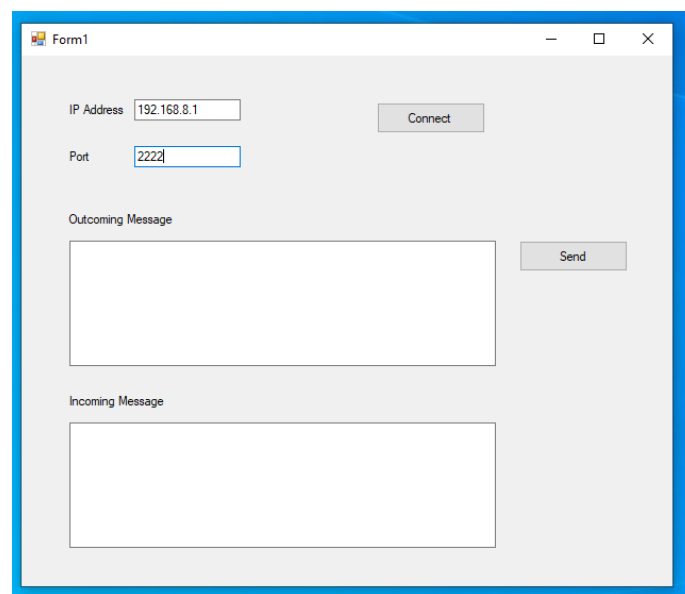 Form1
IP Address 192.168.8.1
Connect
Port 2222
Outcoming Message
Send
Incoming Message